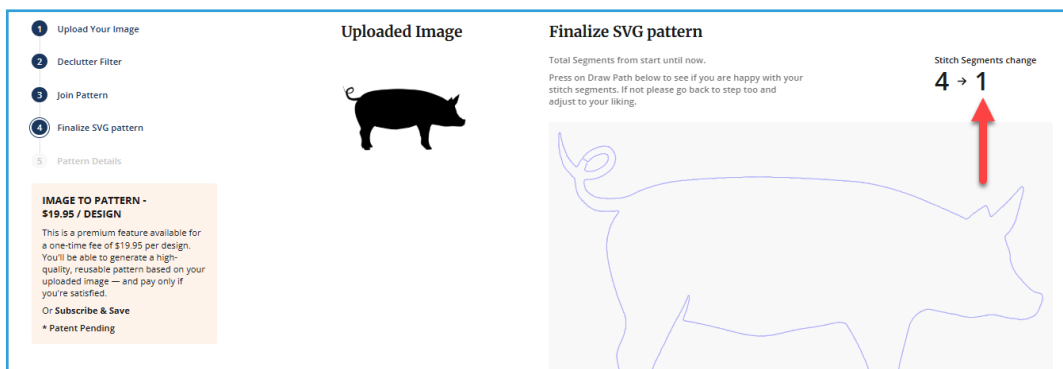 1 Upload Your Image
2 Declutter Filter
3 Join Pattern
4 Finalize SVG pattern
5 Pattern Details
IMAGE TO PATTERN -
$19.95 / DESIGN
This is a premium feature available for
a one-time fee of $19.95 per design.
You'll be able to generate a high-
quality, reusable pattern based on your
uploaded image — and pay only if
you're satisfied.
Or Subscribe & Save
* Patent Pending
Uploaded Image
Finalize SVG pattern
Total Segments from start until now.
Press on Draw Path below to see if you are happy with your
stitch segments. If not please go back to step too and
adjust to your liking.
Stitch Segments change
4 → 1